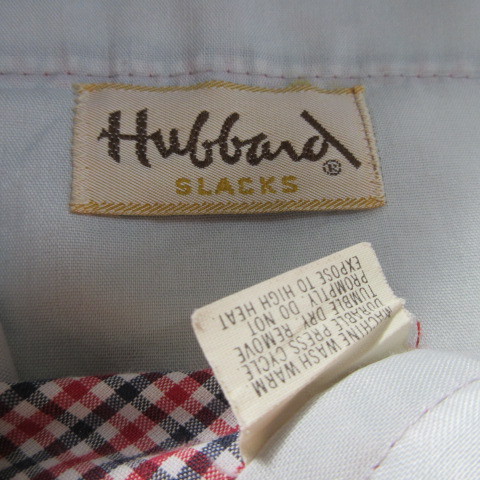 Hubbard®
SLACKS
MACHINE WASH WARM
DURABLE PRESS CYCLE
TUMBLE DRY. REMOVE
PROMPTLY. DO NOT
EXPOSE TO HIGH HEAT.